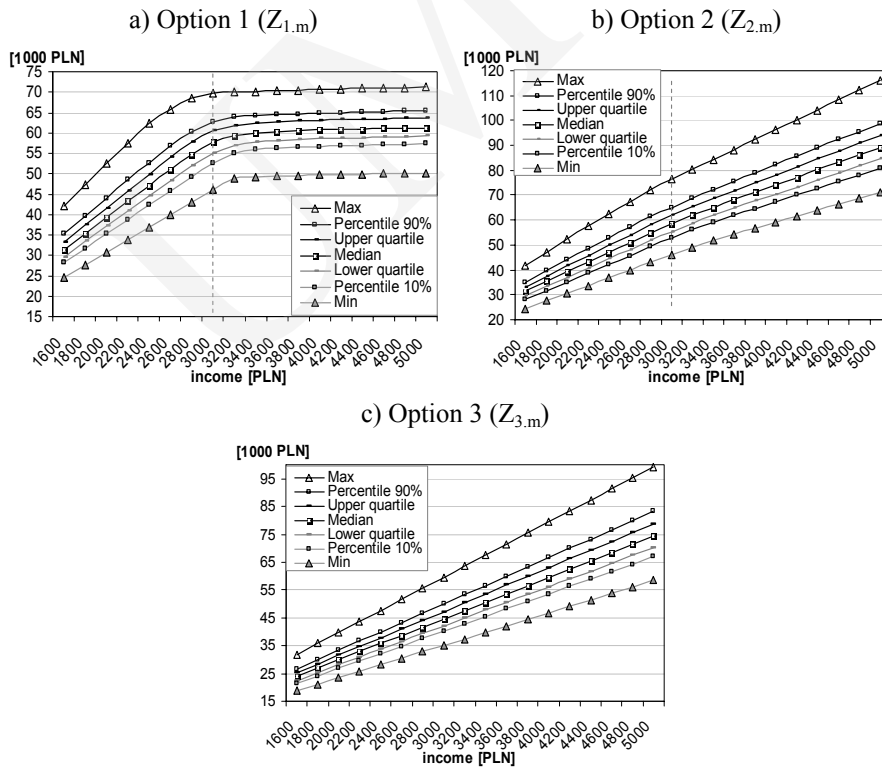 a) Option 1 (Z1.m)
b) Option 2 (Z2.m)
[1000 PLN]
75
70
65
60
55
50
45
40
35
30
25
20
15
Max
Percentile 90%
Upper quartile
Median
Lower quartile
Percentile 10%
Min
1600 1800 2000 2200 2400 2600 2800 3000 3200 3400 3600 3800 4000 4200 4400 4600 4800 5000
income [PLN]
[1000 PLN]
120
110
100
90
80
70
60
50
40
30
20
Max
Percentile 90%
Upper quartile
Median
Lower quartile
Percentile 10%
Min
1600 1800 2000 2200 2400 2600 2800 3000 3200 3400 3600 3800 4000 4200 4400 4600 4800 5000
income [PLN]
c) Option 3 (Z3.m)
[1000 PLN]
95
85
75
65
55
45
35
25
15
Max
Percentile 90%
Upper quartile
Median
Lower quartile
Percentile 10%
Min
1600 1800 2000 2200 2400 2600 2800 3000 3200 3400 3600 3800 4000 4200 4400 4600 4800 5000
income [PLN]